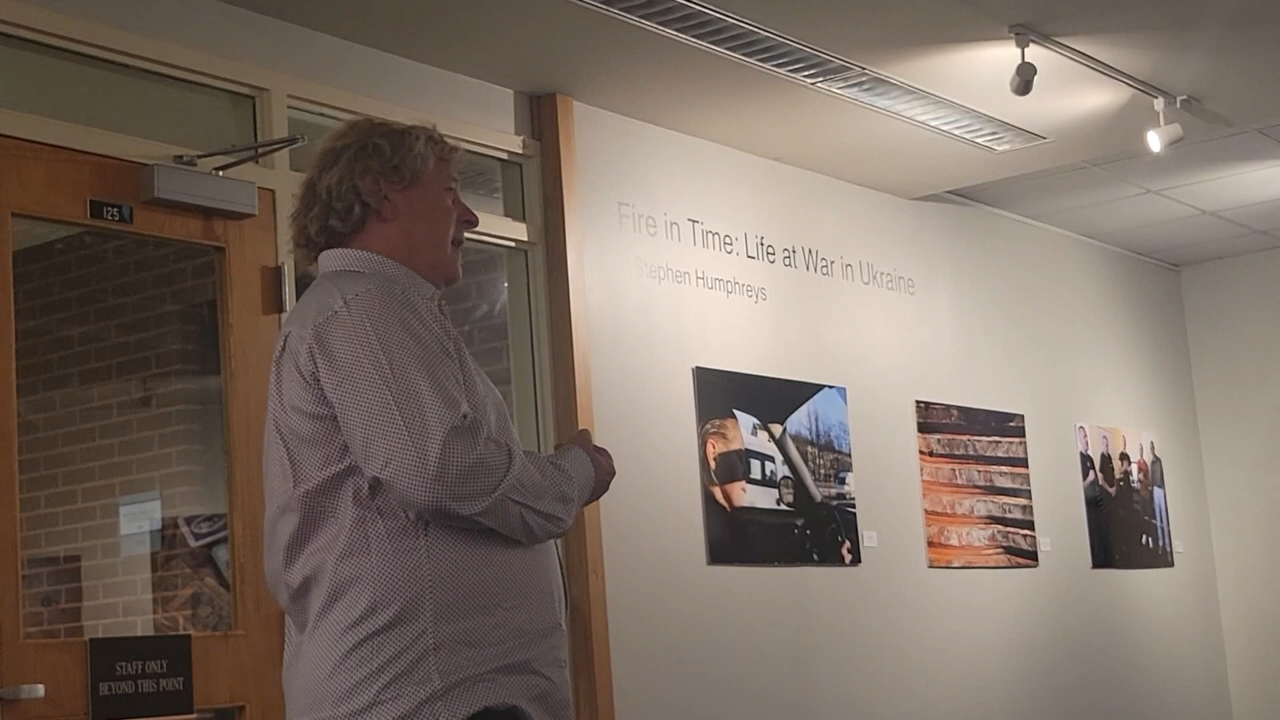 125
Fire in Time: Life at War in Ukraine
Stephen Humphreys
STAFF ONLY
BEYOND THIS POINT